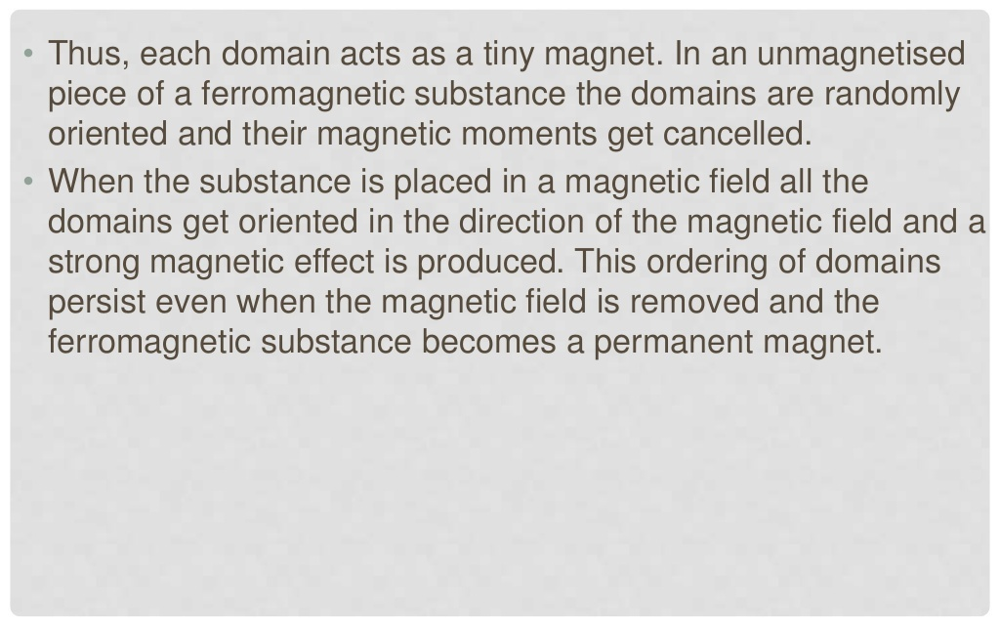 • Thus, each domain acts as a tiny magnet. In an unmagnetised
piece of a ferromagnetic substance the domains are randomly
oriented and their magnetic moments get cancelled.
• When the substance is placed in a magnetic field all the
domains get oriented in the direction of the magnetic field and a
strong magnetic effect is produced. This ordering of domains
persist even when the magnetic field is removed and the
ferromagnetic substance becomes a permanent magnet.